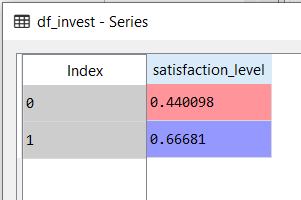 df_invest - Series
Index satisfaction_level
0 0.440098
1 0.66681